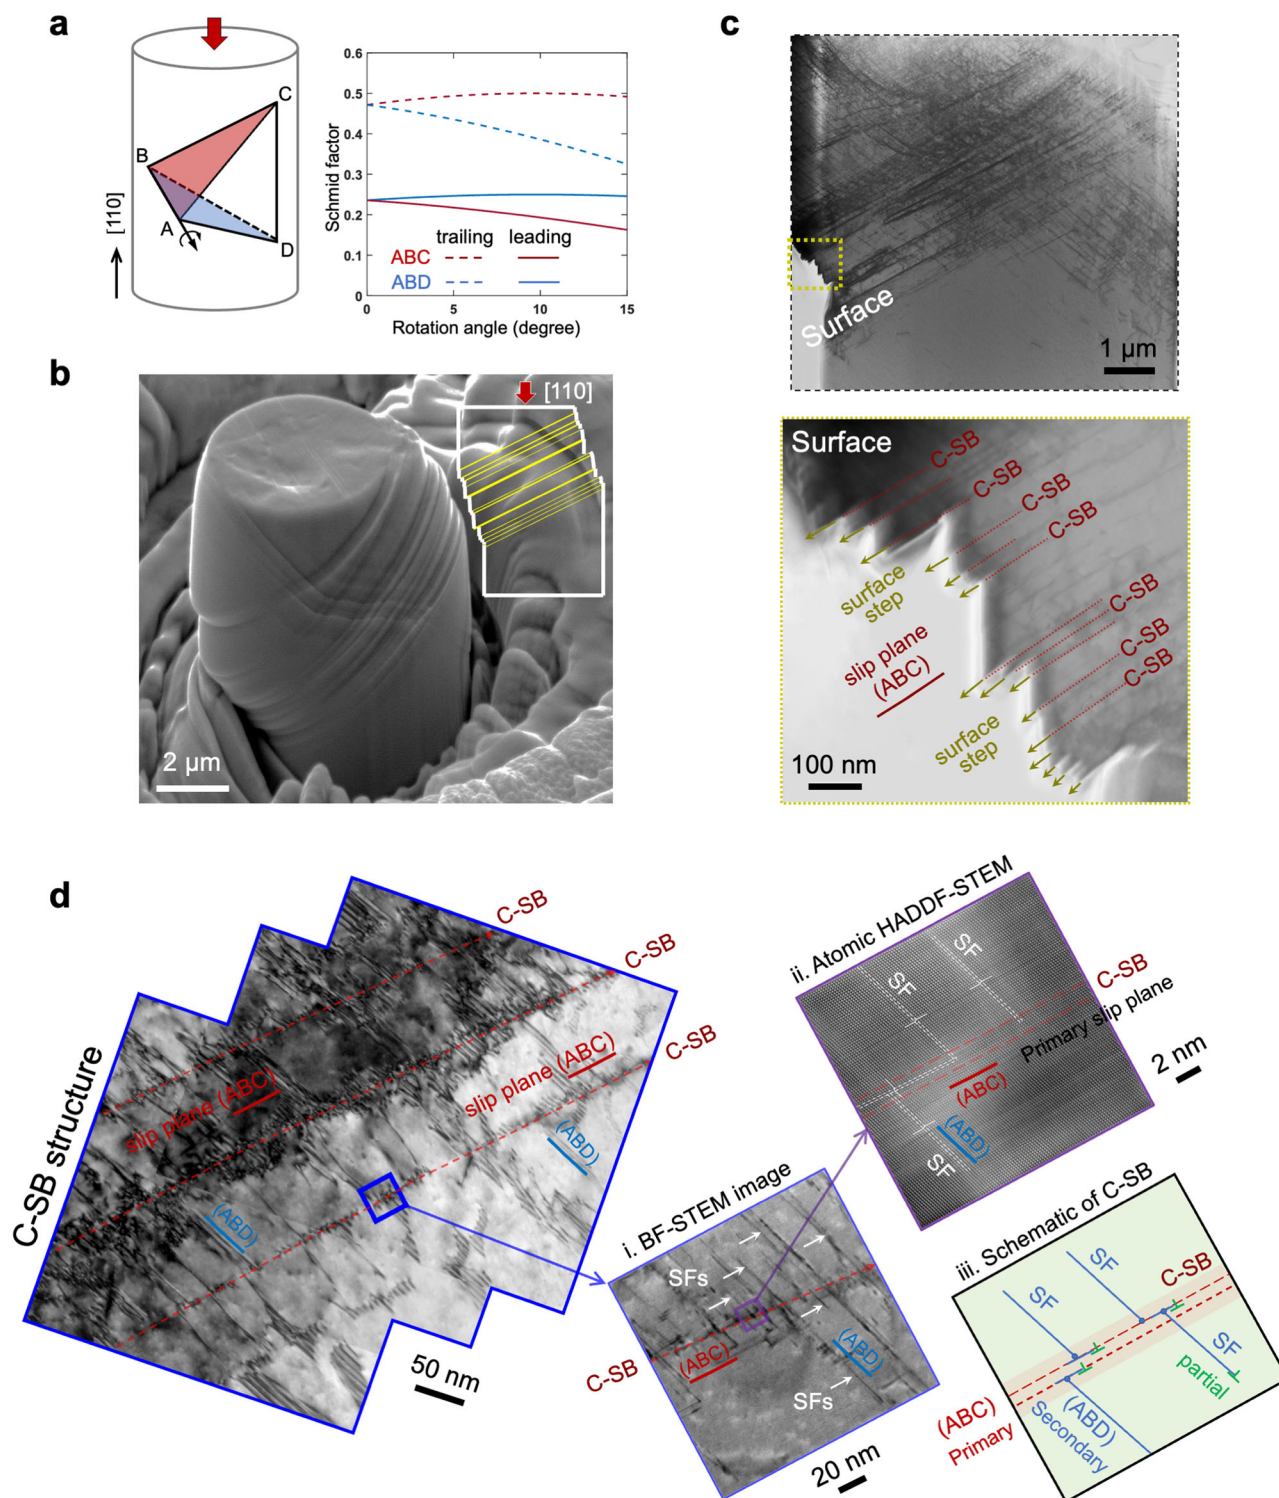 a
[110]
B
C
A
D
Schmid factor
0.6
0.5
0.4
0.3
0.2
0.1
0
trailing leading
ABC
ABD
0 5 10 15
Rotation angle (degree)
b
[110]
2 µm
c
Surface
1 µm
Surface
C-SB
C-SB
C-SB
C-SB
surface
step
slip plane
(ABC)
C-SB
C-SB
C-SB
surface
step
100 nm
d
C-SB structure
C-SB
C-SB
C-SB
slip plane (ABC)
slip plane (ABC)
(ABD)
(ABD)
50 nm
i. BF-STEM image
SFs
C-SB
(ABC)
(ABD)
SFs
20 nm
ii. Atomic HADDF-STEM
SF
SF
C-SB
Primary slip plane
(ABC)
(ABD)
SF
2 nm
iii. Schematic of C-SB
SF
SF
C-SB
SF
partial
(ABC)
Primary
(ABD)
Secondary